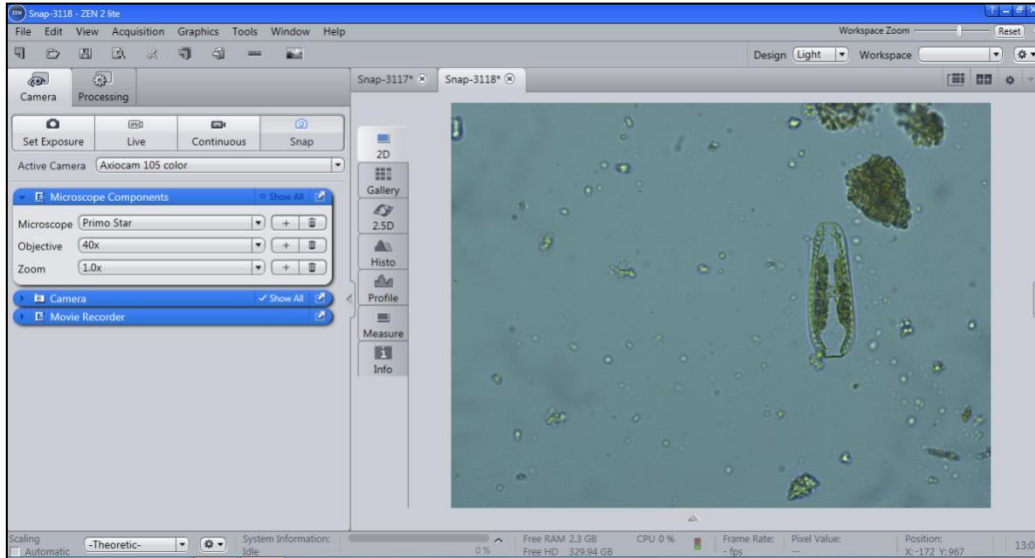 ZEN Snap-3118 - ZEN 2 lite
File Edit View Acquisition Graphics Tools Window Help
Workspace Zoom Reset
Design Light Workspace
Camera Processing
Set Exposure Live Continuous Snap
Active Camera Axiocam 105 color
Microscope Components Show All
Microscope Primo Star
Objective 40x
Zoom 1.0x
Camera Show All
Movie Recorder
Snap-3117* Snap-3118*
2D
Gallery
2.5D
Histo
Profile
Measure
Info
Scaling
Automatic
-Theoretic-
System Information:
Idle
0 %
Free RAM 2.3 GB
Free HD 329.94 GB
CPU 0 %
Frame Rate:
- fps
Pixel Value:
--
Position:
X: -172 Y: 967